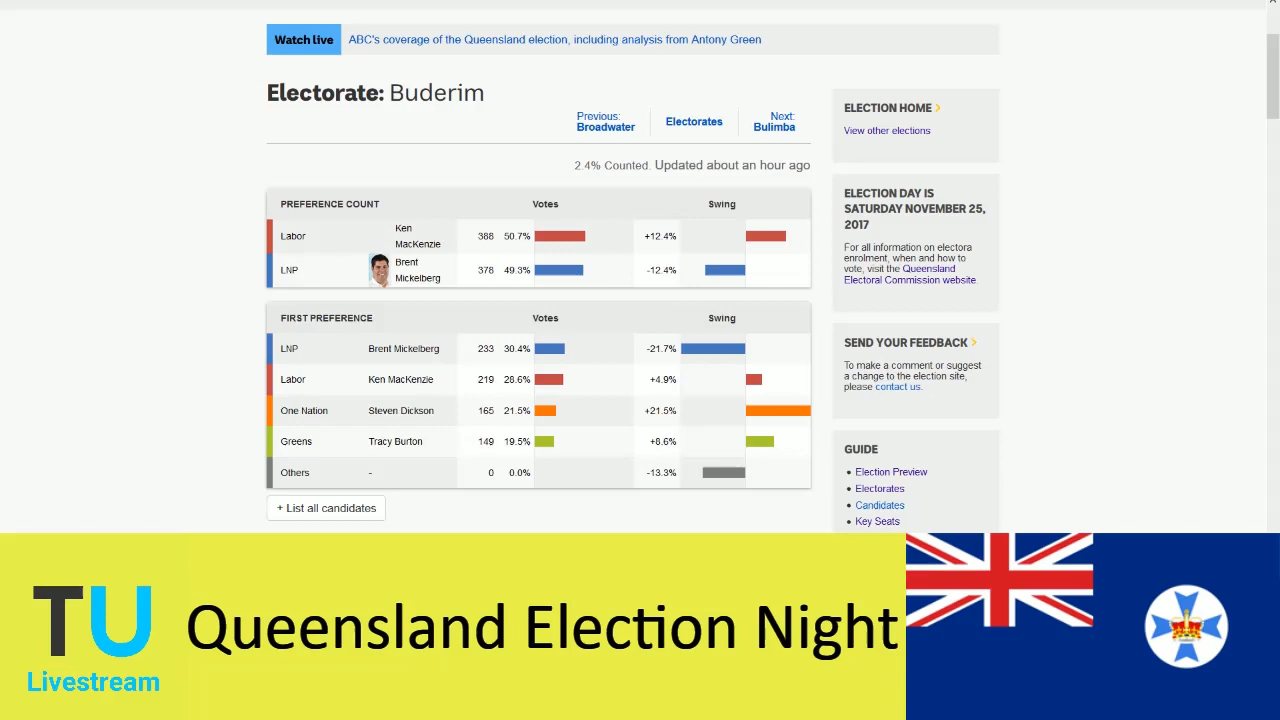 Watch live
ABC's coverage of the Queensland election, including analysis from Antony Green
Electorate: Buderim
Previous:
Broadwater
Electorates
Next:
Bulimba
2.4% Counted. Updated about an hour ago
PREFERENCE COUNT Votes Swing
Labor Ken MacKenzie 388 50.7% +12.4%
LNP Brent Mickelberg 378 49.3% -12.4%
FIRST PREFERENCE Votes Swing
LNP Brent Mickelberg 233 30.4% -21.7%
Labor Ken MacKenzie 219 28.6% +4.9%
One Nation Steven Dickson 165 21.5% +21.5%
Greens Tracy Burton 149 19.5% +8.6%
Others - 0 0.0% -13.3%
+ List all candidates
ELECTION HOME >
View other elections
ELECTION DAY IS
SATURDAY NOVEMBER 25,
2017
For all information on electora
enrolment, when and how to
vote, visit the Queensland
Electoral Commission website.
SEND YOUR FEEDBACK >
To make a comment or suggest
a change to the election site,
please contact us.
GUIDE
• Election Preview
• Electorates
• Candidates
• Key Seats
TU
Livestream
Queensland Election Night